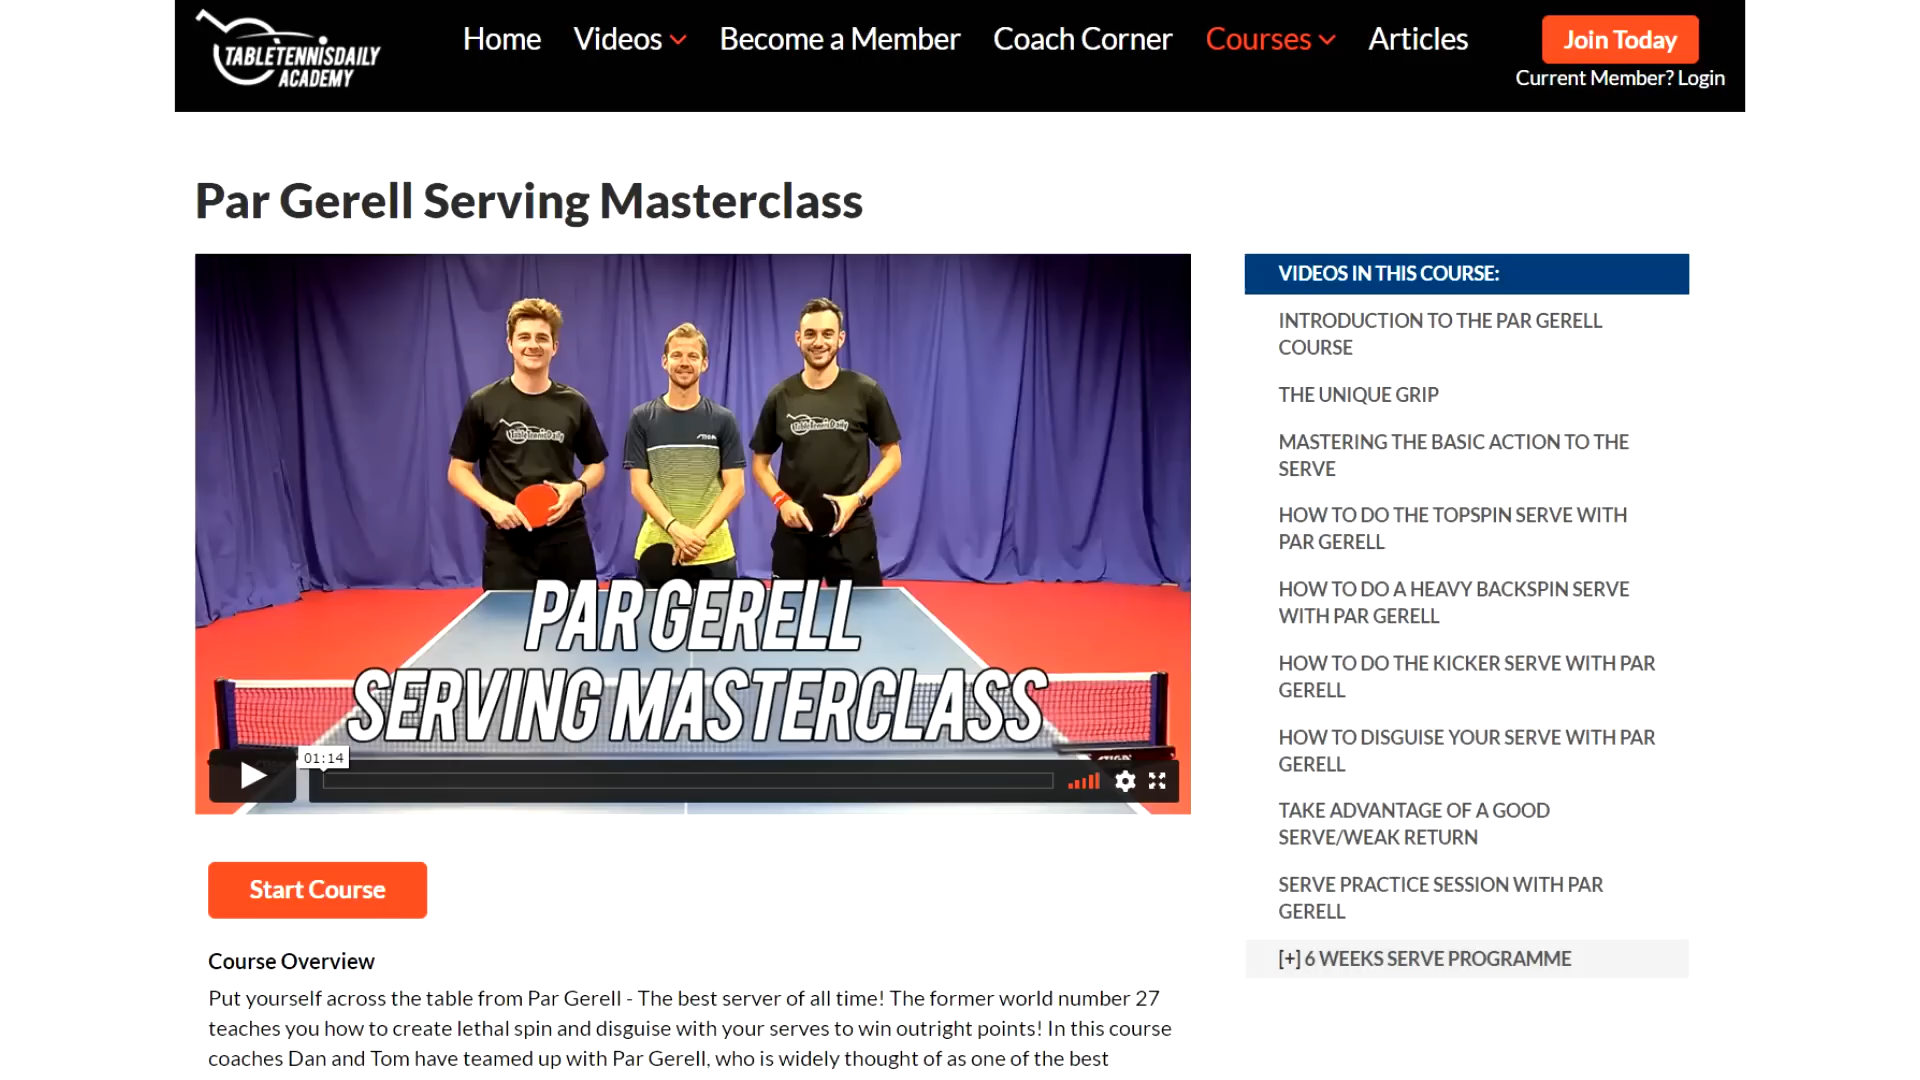 TABLETENNISDAILY
ACADEMY
Home Videos Become a Member Coach Corner Courses Articles
Join Today
Current Member? Login
Par Gerell Serving Masterclass
TableTennisDaily
STIGA
TableTennisDaily
PAR GERELL
SERVING MASTERCLASS
STIGA
01:14
Start Course
Course Overview
Put yourself across the table from Par Gerell - The best server of all time! The former world number 27
teaches you how to create lethal spin and disguise with your serves to win outright points! In this course
coaches Dan and Tom have teamed up with Par Gerell, who is widely thought of as one of the best
VIDEOS IN THIS COURSE:
INTRODUCTION TO THE PAR GERELL
COURSE
THE UNIQUE GRIP
MASTERING THE BASIC ACTION TO THE
SERVE
HOW TO DO THE TOPSPIN SERVE WITH
PAR GERELL
HOW TO DO A HEAVY BACKSPIN SERVE
WITH PAR GERELL
HOW TO DO THE KICKER SERVE WITH PAR
GERELL
HOW TO DISGUISE YOUR SERVE WITH PAR
GERELL
TAKE ADVANTAGE OF A GOOD
SERVE/WEAK RETURN
SERVE PRACTICE SESSION WITH PAR
GERELL
[+] 6 WEEKS SERVE PROGRAMME